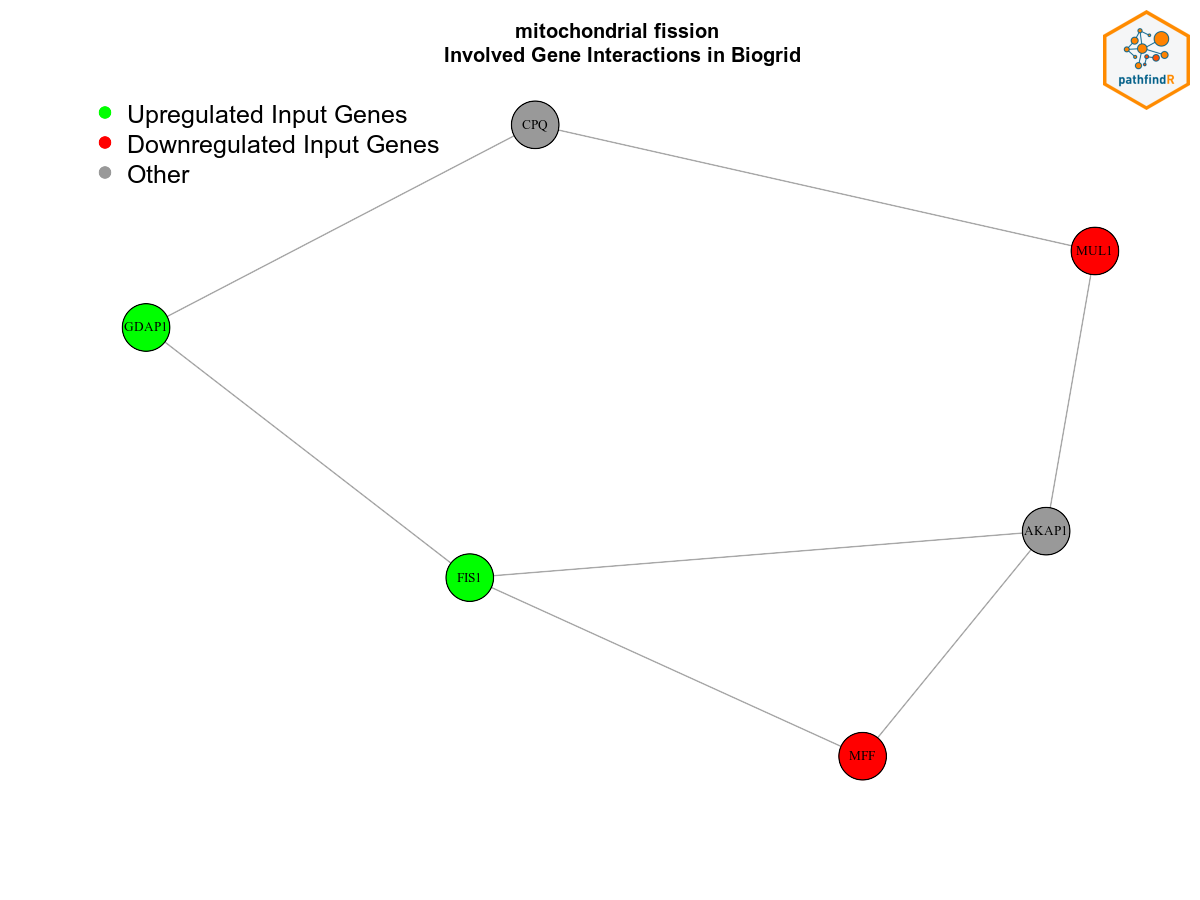 mitochondrial fission
Involved Gene Interactions in Biogrid
pathfindR
Upregulated Input Genes
Downregulated Input Genes
Other
CPQ
MUL1
GDAP1
AKAP1
FIS1
MFF